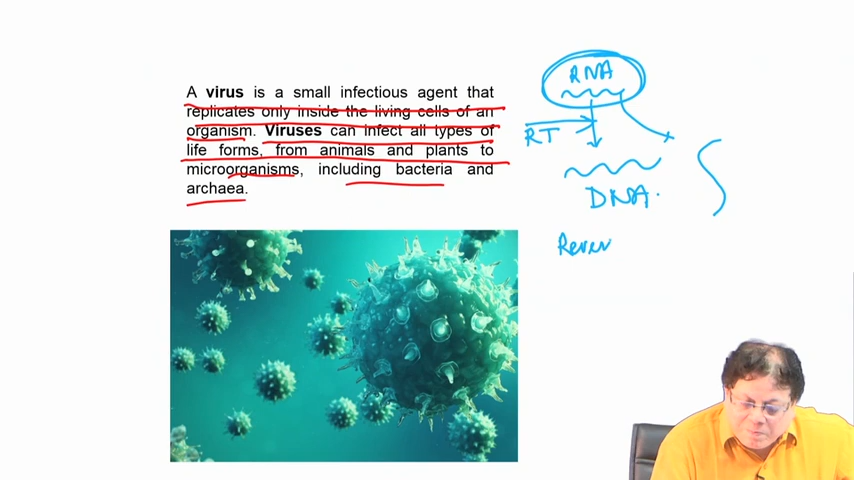 A virus is a small infectious agent that
replicates only inside the living cells of an
organism. Viruses can infect all types of
life forms, from animals and plants to
microorganisms, including bacteria and
archaea.
RNA
RT
DNA.
Rever